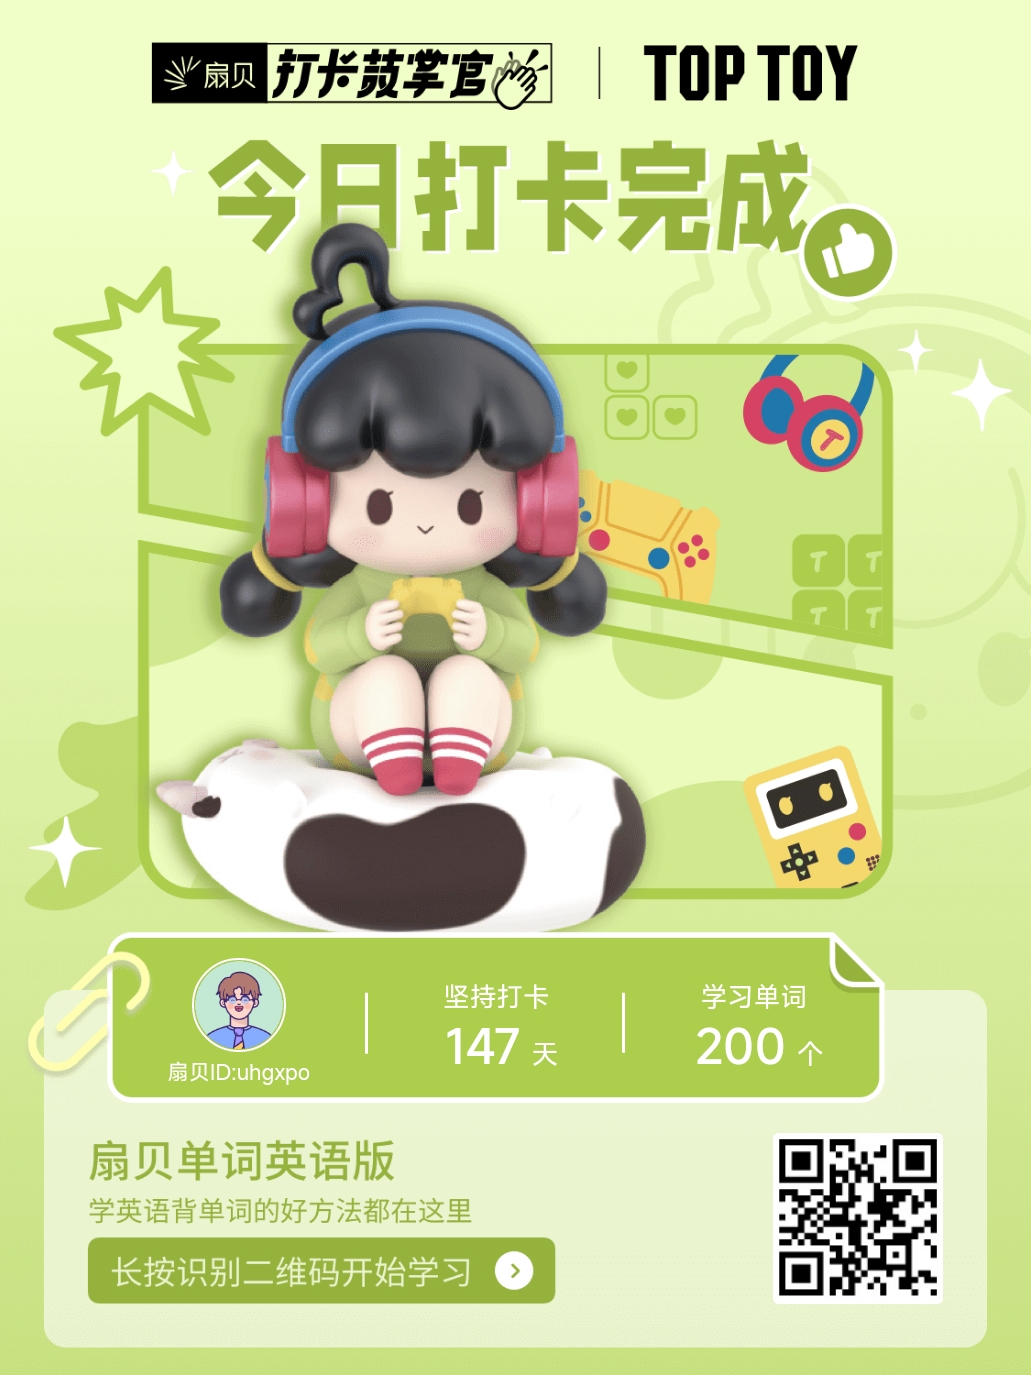 扇贝 打卡鼓掌官 TOP TOY
今日打卡完成
T
T T
T T
坚持打卡 学习单词
147 天 200 个
扇贝ID:uhgxpo
扇贝单词英语版
学英语背单词的好方法都在这里
长按识别二维码开始学习